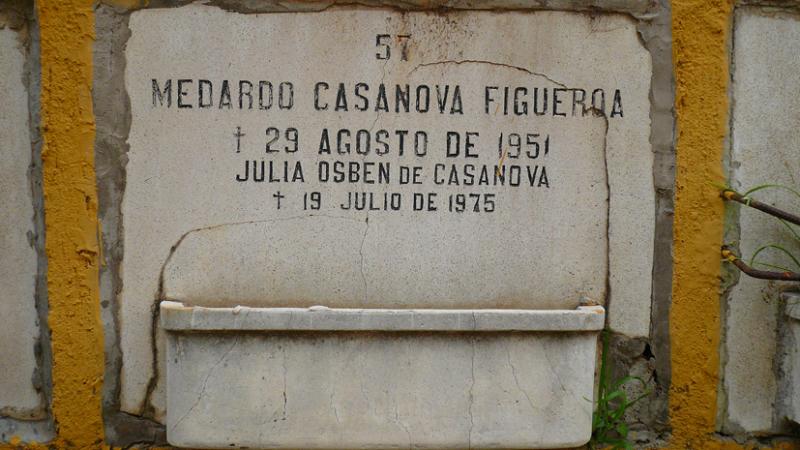 57
MEDARDO CASANOVA FIGUEROA
† 29 AGOSTO DE 1951
JULIA OSBEN DE CASANOVA
† 19 JULIO DE 1975